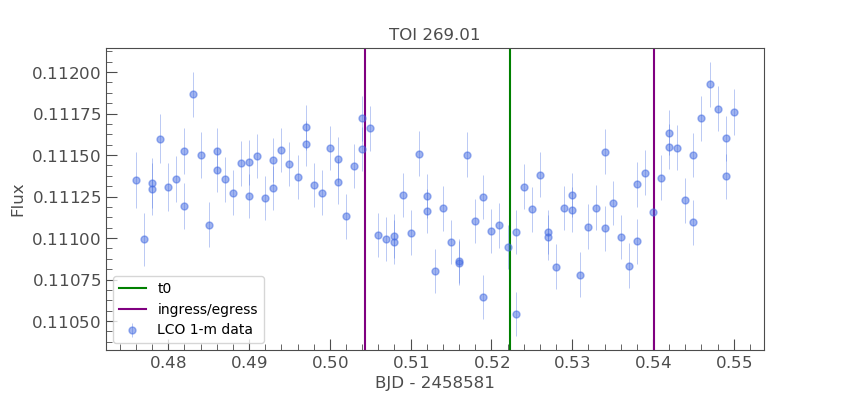 TOI 269.01
0.11200
0.11175
0.11150
0.11125
0.11100
0.11075
0.11050
Flux
t0
ingress/egress
LCO 1-m data
0.48 0.49 0.50 0.51 0.52 0.53 0.54 0.55
BJD - 2458581